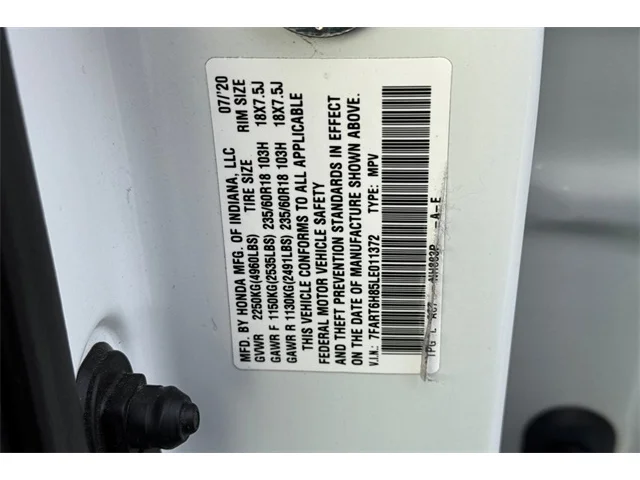 MFD. BY HONDA MFG. OF INDIANA, LLC 07/'20
GVWR 2250KG(4960LBS) TIRE SIZE RIM SIZE
GAWR F 1150KG(2535LBS) 235/60R18 103H 18X7.5J
GAWR R 1130KG(2491LBS) 235/60R18 103H 18X7.5J
THIS VEHICLE CONFORMS TO ALL APPLICABLE
FEDERAL MOTOR VEHICLE SAFETY
AND THEFT PREVENTION STANDARDS IN EFFECT
ON THE DATE OF MANUFACTURE SHOWN ABOVE.
V.I.N.: 7FART6H85LE011372 TYPE: MPV
-A-E